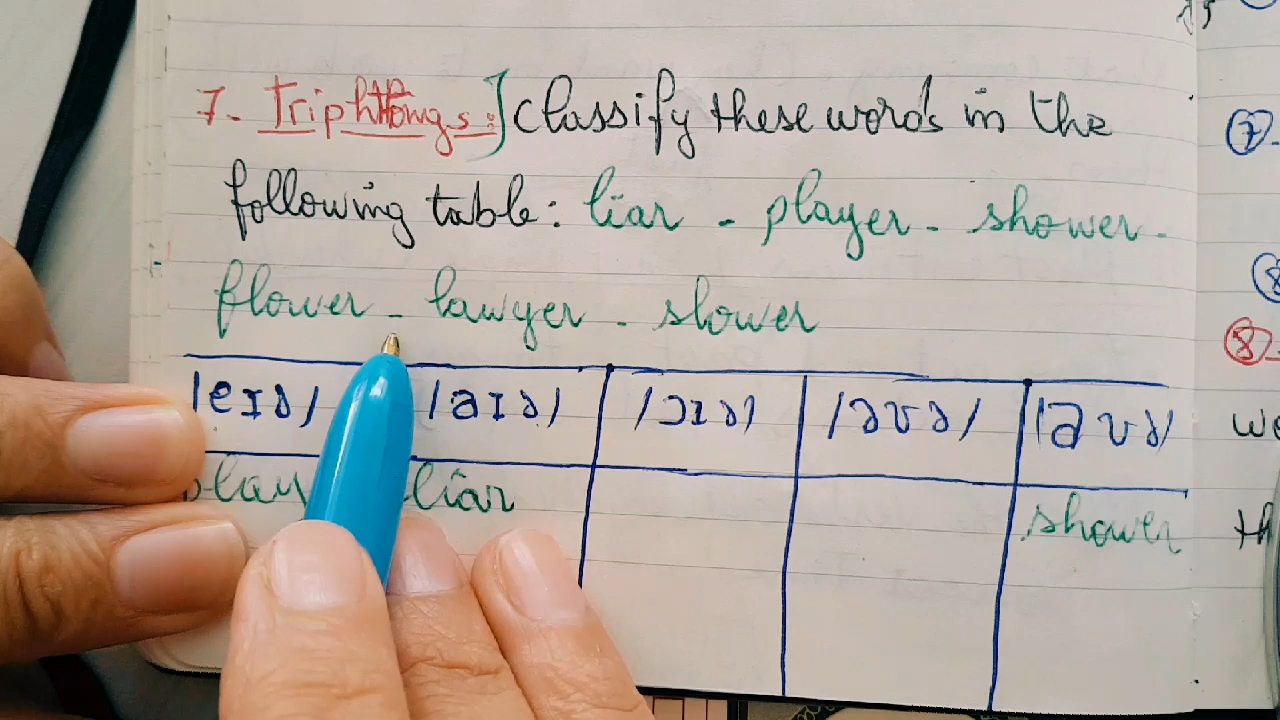 7. Triphthongs: ] Classify these words in the
following table: liar - player - shower -
flower - lawyer - slower
/eɪə/ /aɪə/ /ɔɪə/ /əʊə/ /aʊə/
liar shower